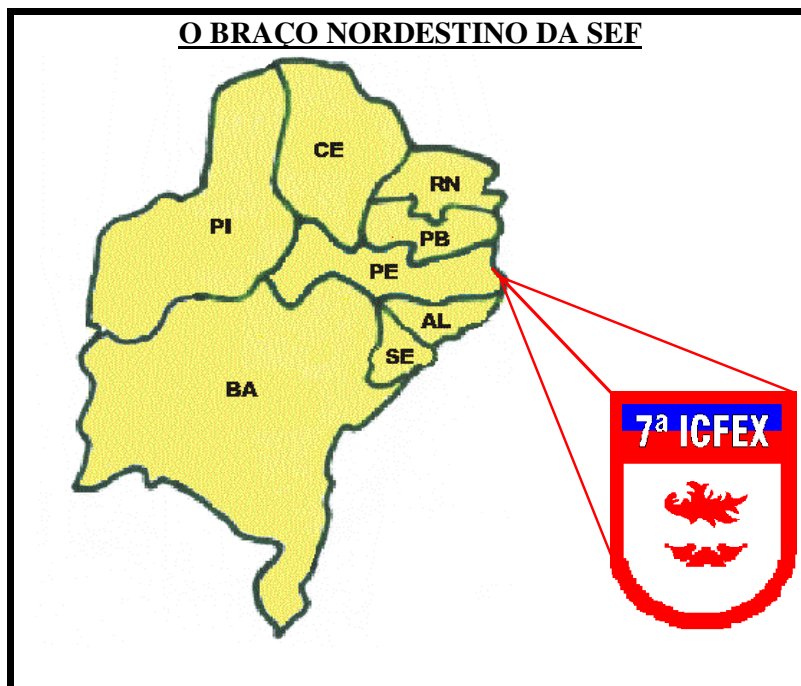 O BRAÇO NORDESTINO DA SEF
CE
RN
PI
PB
PE
AL
SE
BA
7ª ICFEX